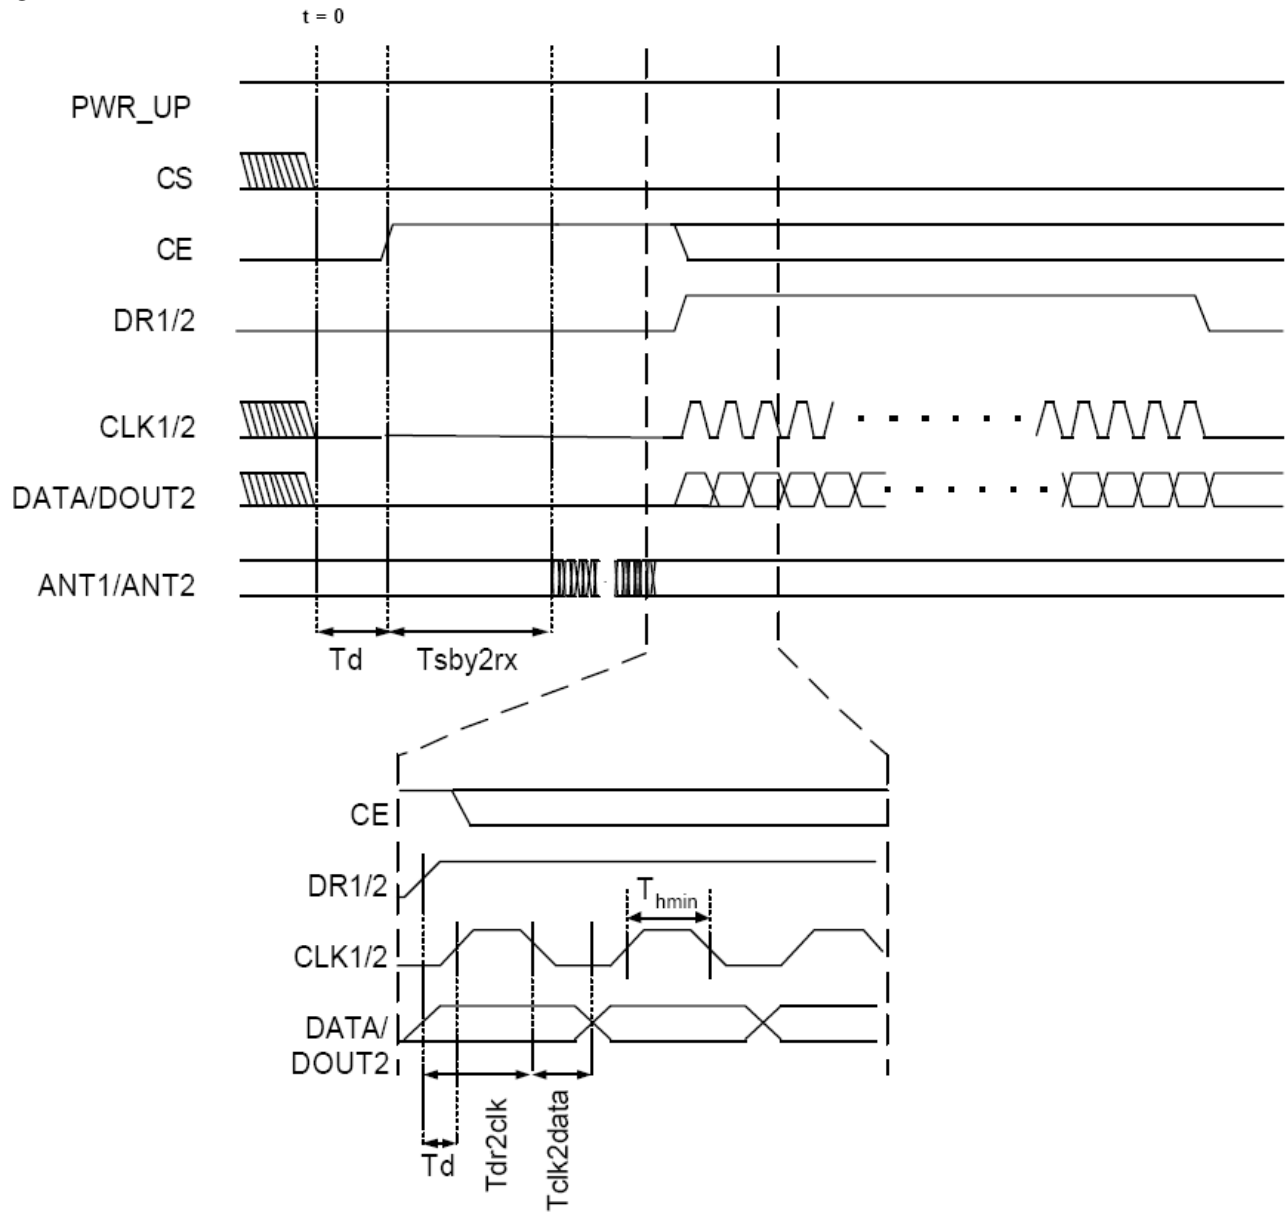 t = 0
PWR_UP
CS
CE
DR1/2
CLK1/2
DATA/DOUT2
ANT1/ANT2
Td
Tsby2rx
CE
DR1/2
Thmin
CLK1/2
DATA/
DOUT2
Td
Tdr2clk
Tclk2data